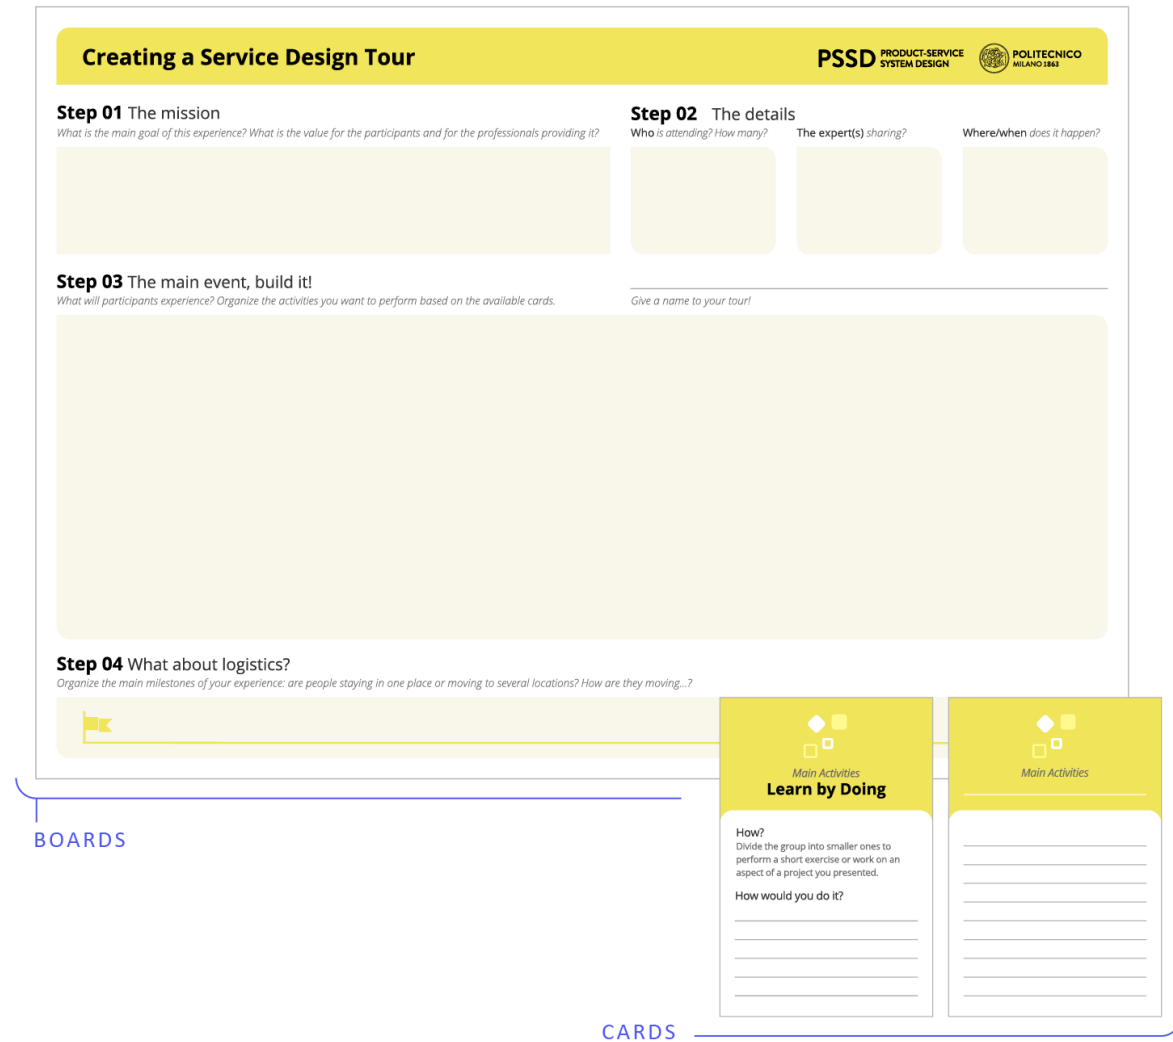 Creating a Service Design Tour
PSSD PRODUCT-SERVICE
SYSTEM DESIGN
POLITECNICO
MILANO 1863
Step 01 The mission
What is the main goal of this experience? What is the value for the participants and for the professionals providing it?
Step 02 The details
Who is attending? How many?
The expert(s) sharing?
Where/when does it happen?
Step 03 The main event, build it!
What will participants experience? Organize the activities you want to perform based on the available cards.
Give a name to your tour!
Step 04 What about logistics?
Organize the main milestones of your experience: are people staying in one place or moving to several locations? How are they moving...?
Main Activities
Learn by Doing
How?
Divide the group into smaller ones to
perform a short exercise or work on an
aspect of a project you presented.
How would you do it?
Main Activities
BOARDS
CARDS